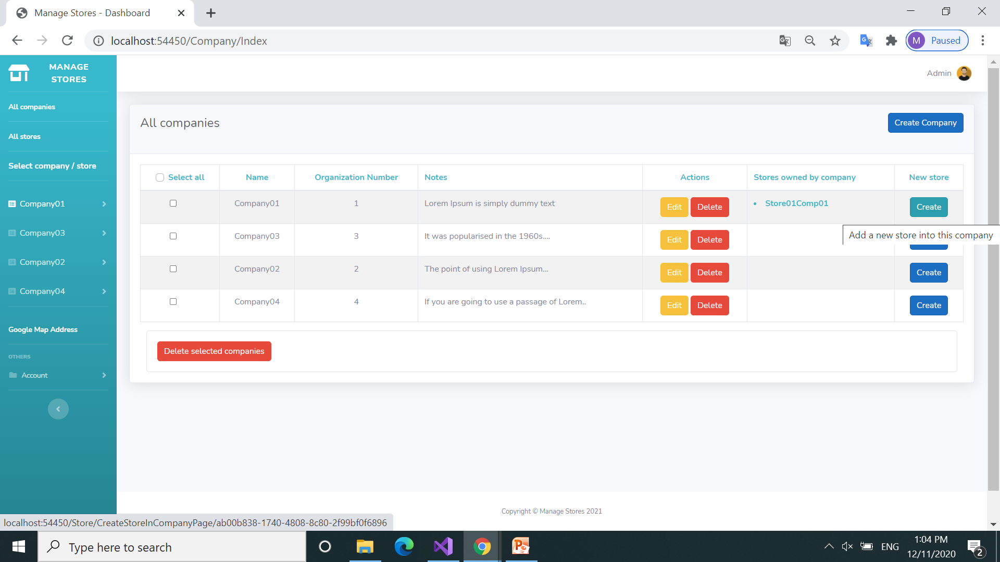 Manage Stores - Dashboard
localhost:54450/Company/Index
M Paused
MANAGE
STORES
Admin
All companies
All stores
Select company / store
Company01
Company03
Company02
Company04
Google Map Address
OTHERS
Account
All companies
Create Company
Select all Name Organization Number Notes Actions Stores owned by company New store
Company01 1 Lorem Ipsum is simply dummy text Edit Delete • Store01Comp01 Create
Add a new store into this company
Company03 3 It was popularised in the 1960s.... Edit Delete
Company02 2 The point of using Lorem Ipsum... Edit Delete Create
Company04 4 If you are going to use a passage of Lorem.. Edit Delete Create
Delete selected companies
Copyright © Manage Stores 2021
localhost:54450/Store/CreateStoreInCompanyPage/ab00b838-1740-4808-8c80-2f99bf0f6896
Type here to search
ENG
1:04 PM
12/11/2020
2